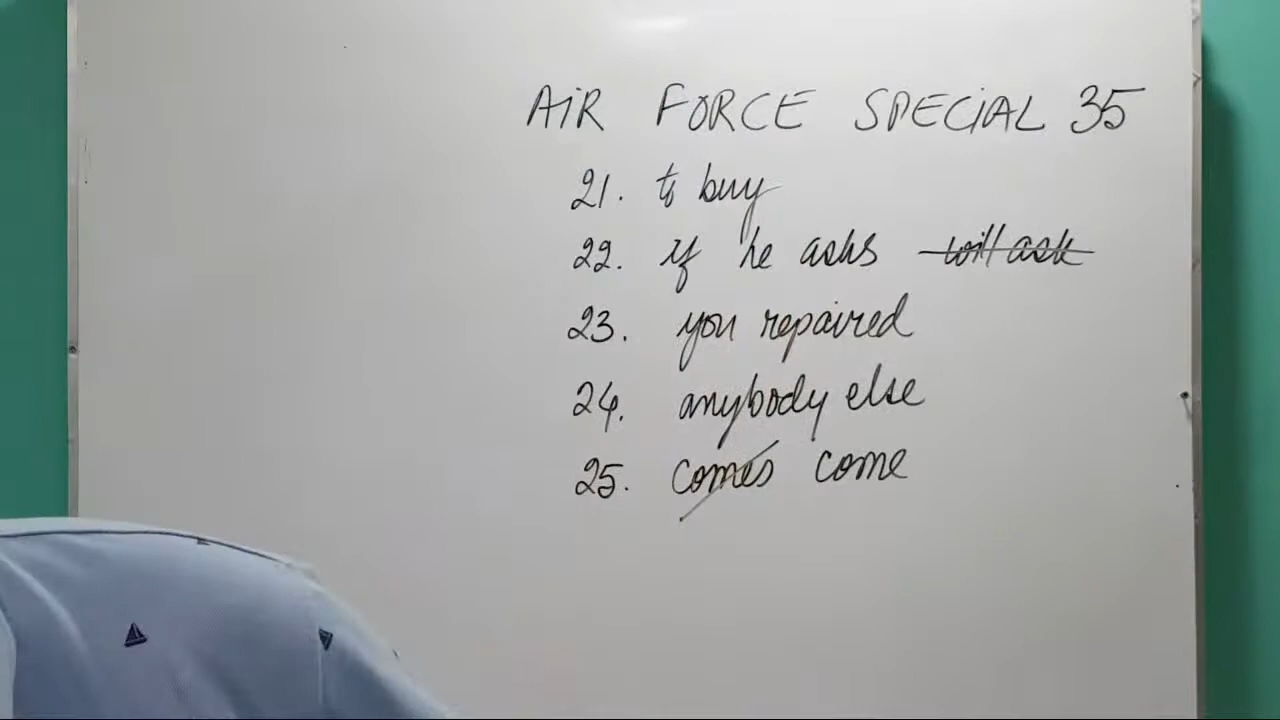 AIR FORCE SPECIAL 35
21. to buy
22. if he asks will ask
23. you repaired
24. anybody else
25. comes come